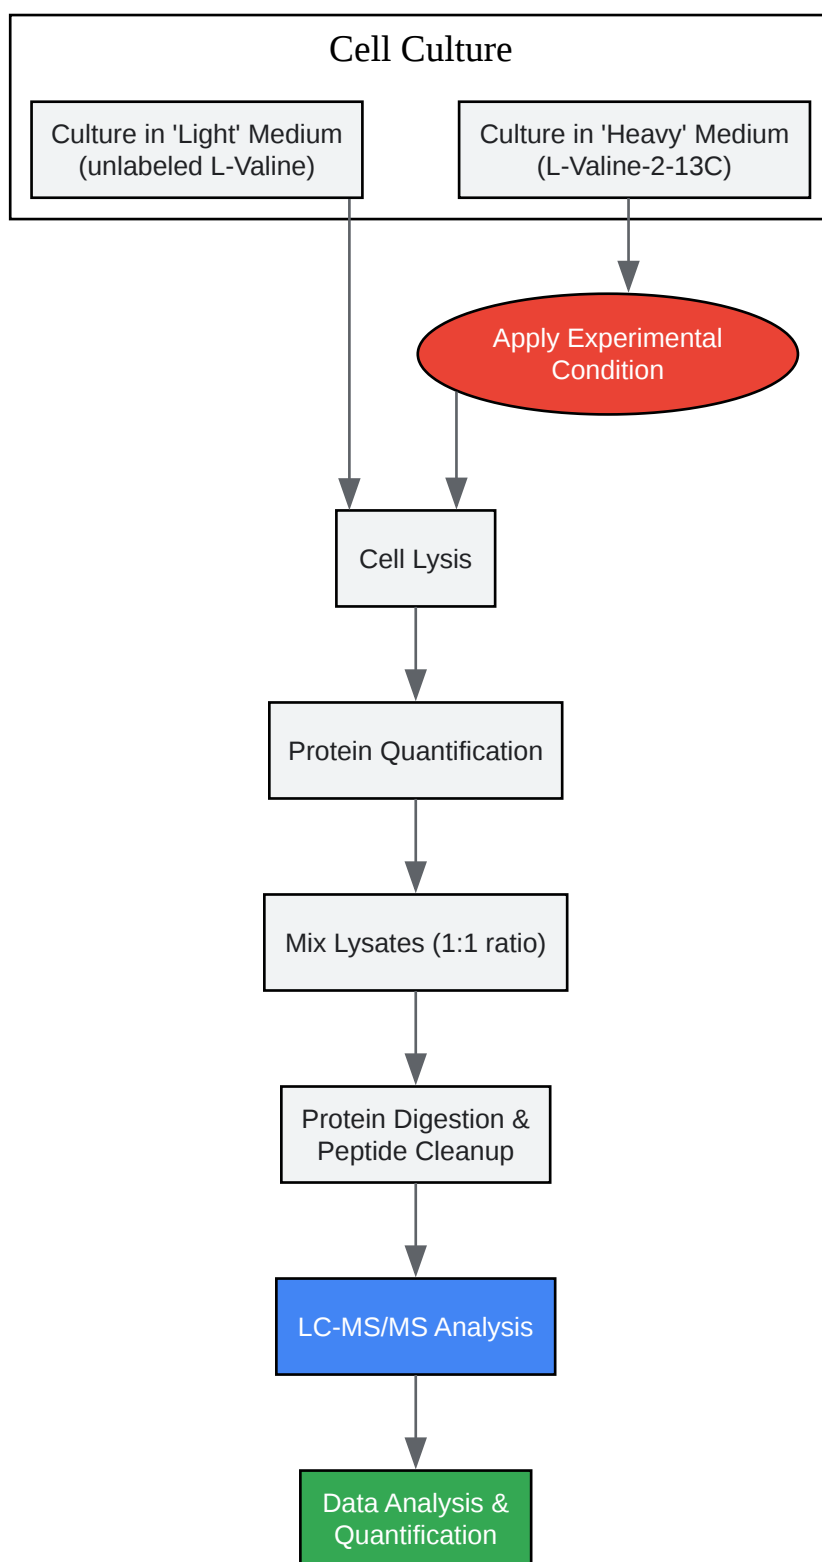 Cell Culture
Culture in 'Light' Medium
(unlabeled L-Valine)
Culture in 'Heavy' Medium
(L-Valine-2-13C)
Apply Experimental
Condition
Cell Lysis
Protein Quantification
Mix Lysates (1:1 ratio)
Protein Digestion &
Peptide Cleanup
LC-MS/MS Analysis
Data Analysis &
Quantification